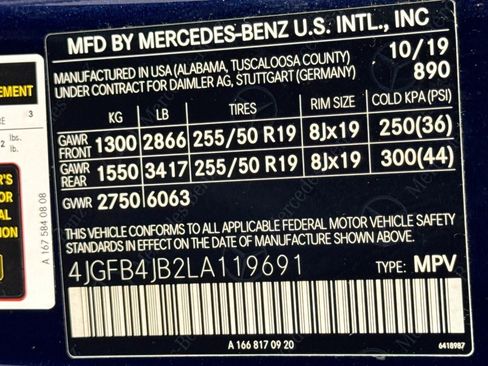 MFD BY MERCEDES-BENZ U.S. INTL., INC
MANUFACTURED IN USA (ALABAMA, TUSCALOOSA COUNTY) 10/19
UNDER CONTRACT FOR DAIMLER AG, STUTTGART (GERMANY) 890
KG LB TIRES RIM SIZE COLD KPA (PSI)
GAWR FRONT 1300 2866 255/50 R19 8Jx19 250(36)
GAWR REAR 1550 3417 255/50 R19 8Jx19 300(44)
GVWR 2750 6063
THIS VEHICLE CONFORMS TO ALL APPLICABLE FEDERAL MOTOR VEHICLE SAFETY
STANDARDS IN EFFECT ON THE DATE OF MANUFACTURE SHOWN ABOVE.
4JGFB4JB2LA119691 TYPE: MPV
A 166 817 09 20
6418987
3
lbs.
lb.
A 167 584 08 08